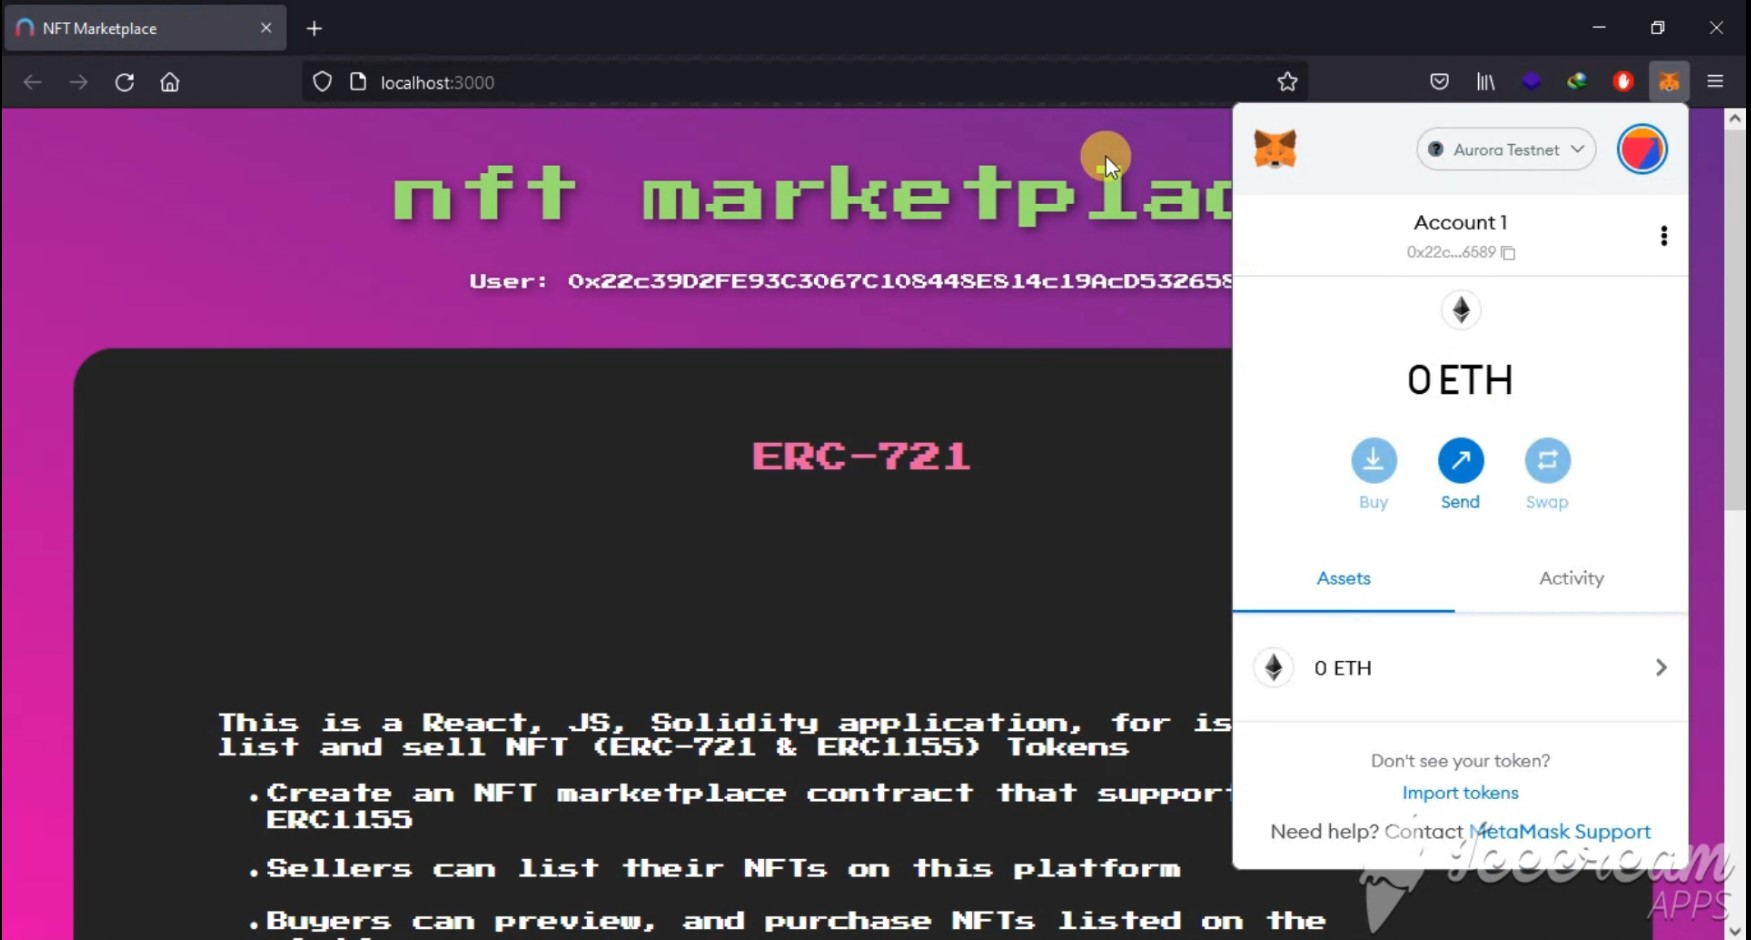 NFT Marketplace
localhost:3000
nft marketplac
User: 0x22c39D2FE93C3067C108448E814c19AcD532658
ERC-721
This is a React, JS, Solidity application, for is
list and sell NFT (ERC-721 & ERC1155) Tokens
.Create an NFT marketplace contract that support
ERC1155
.Sellers can list their NFTs on this platform
.Buyers can preview, and purchase NFTs listed on the
Aurora Testnet
Account 1
0x22c...6589
0 ETH
Buy
Send
Swap
Assets
Activity
0 ETH
Don't see your token?
Import tokens
Need help? Contact MetaMask Support
Icecream
APPS